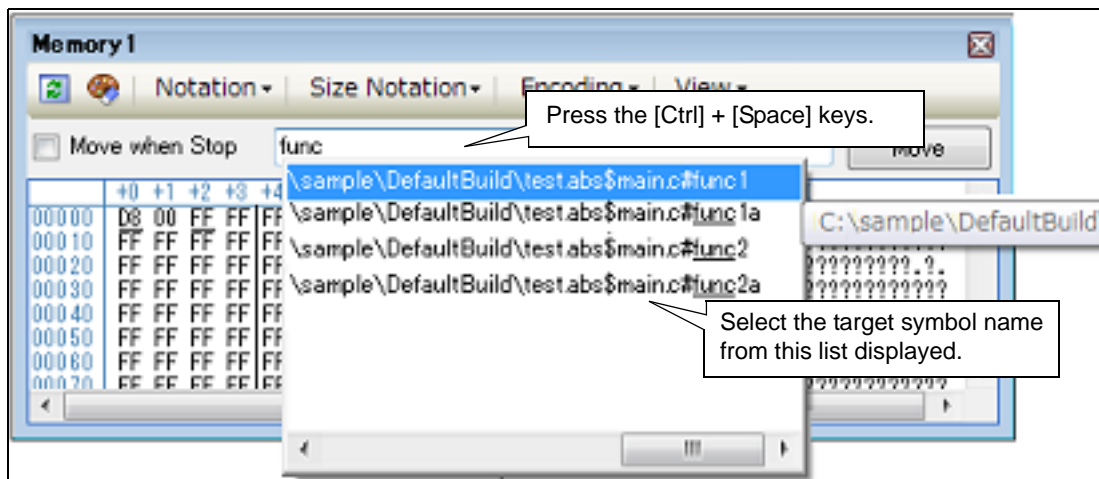 Memory1
Notation
Size Notation
Encoding
View
Press the [Ctrl] + [Space] keys.
Move when Stop
func
Move
\sample\DefaultBuild\test.abs$main.c#func1
\sample\DefaultBuild\test.abs$main.c#func1a
\sample\DefaultBuild\test.abs$main.c#func2
\sample\DefaultBuild\test.abs$main.c#func2a
C:\sample\DefaultBuild
+0 +1 +2 +3 +4
00000 D8 00 FF FF FF
00010 FF FF FF FF FF
00020 FF FF FF FF FF ?????????.?.
00030 FF FF FF FF FF ????????????
00040 FF FF FF FF FF
00050 FF FF FF FF FF
00060 FF FF FF FF FF
00070 FF FF FF FF FF ????????????
Select the target symbol name
from this list displayed.